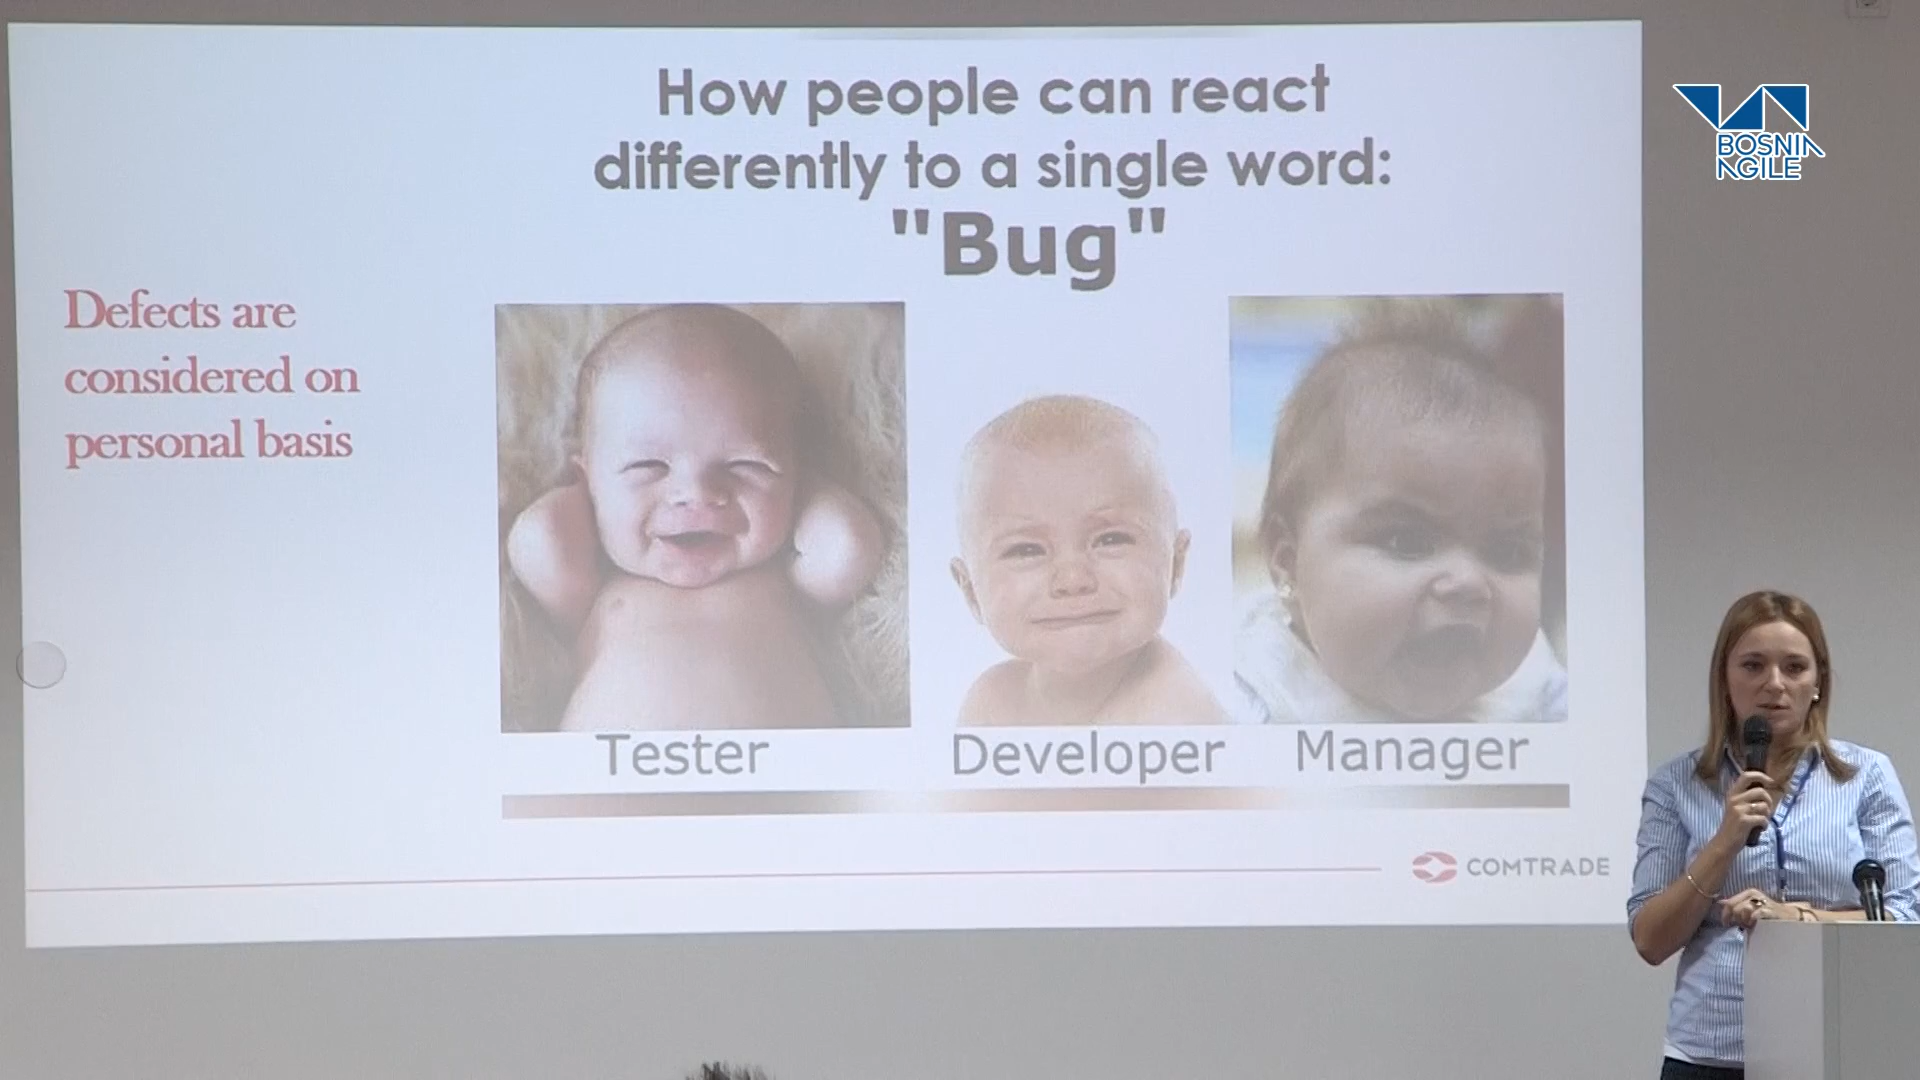 How people can react
differently to a single word:
"Bug"
Defects are
considered on
personal basis
Tester
Developer
Manager
COMTRADE
BOSNIA
AGILE